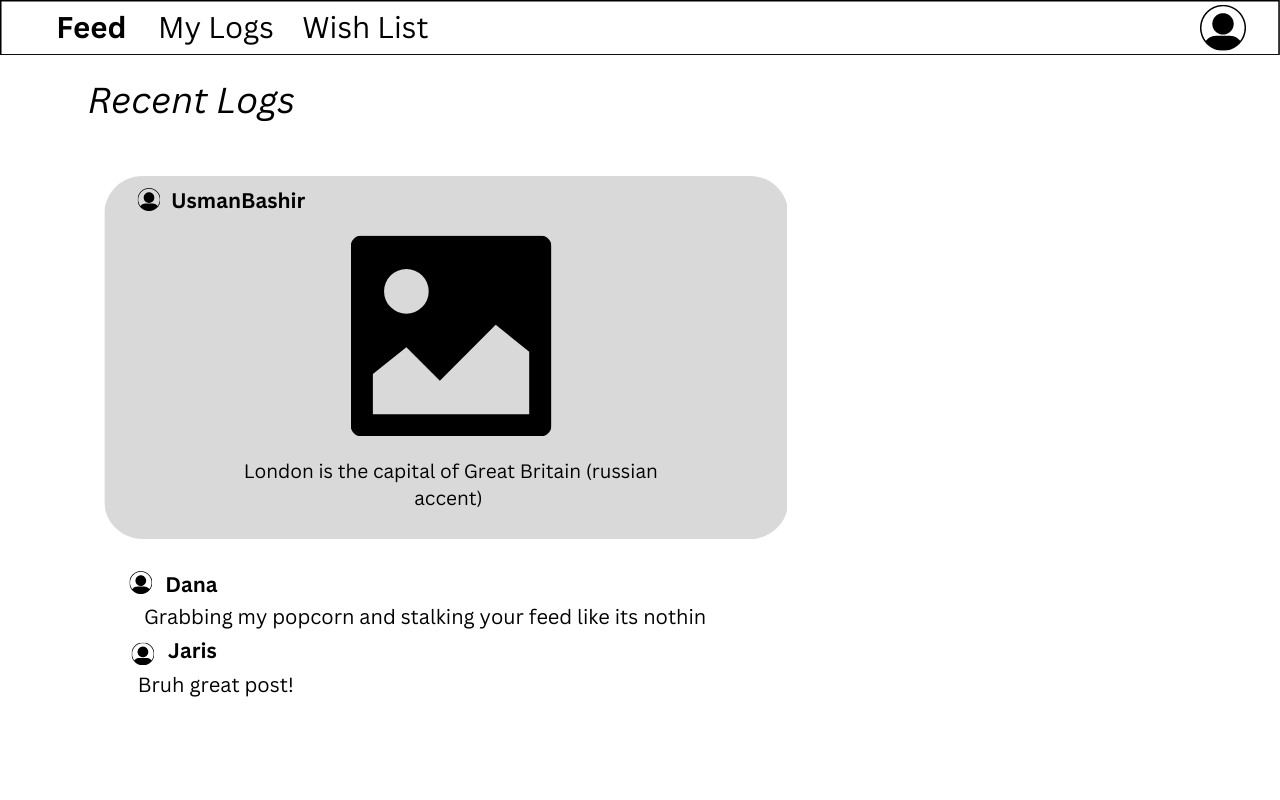 Feed My Logs Wish List
Recent Logs
UsmanBashir
London is the capital of Great Britain (russian
accent)
Dana
Grabbing my popcorn and stalking your feed like its nothin
Jaris
Bruh great post!